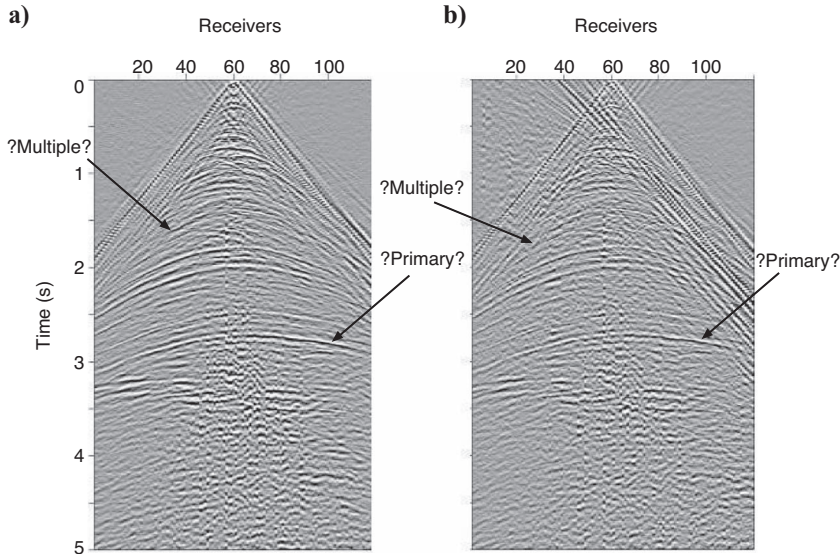 a)
Receivers
20 40 60 80 100
0
1
2
3
4
5
Time (s)
?Multiple?
?Primary?
b)
Receivers
20 40 60 80 100
?Multiple?
?Primary?